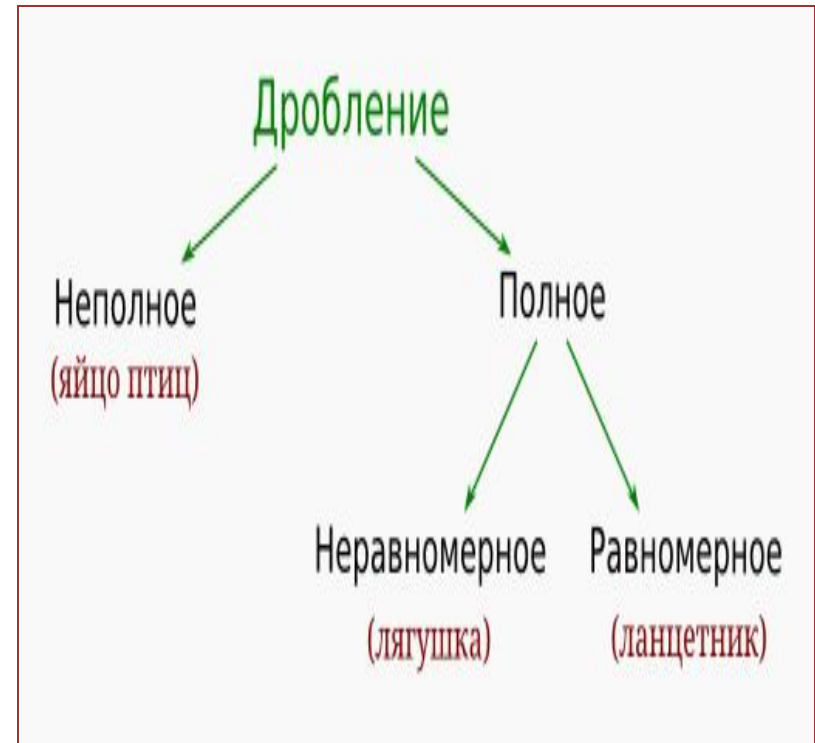 Дробление
Неполное
(яйцо птиц)
Полное
Неравномерное
(лягушка)
Равномерное
(ланцетник)